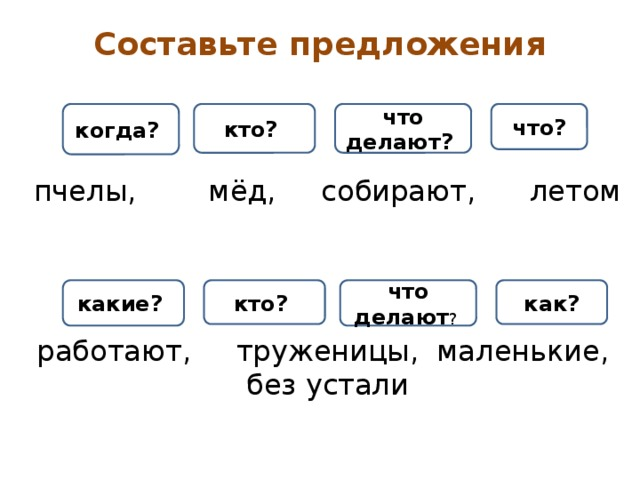 Составьте предложения
когда? кто? что делают? что?
пчелы, мёд, собирают, летом
какие? кто? что делают? как?
работают, труженицы, маленькие,
без устали